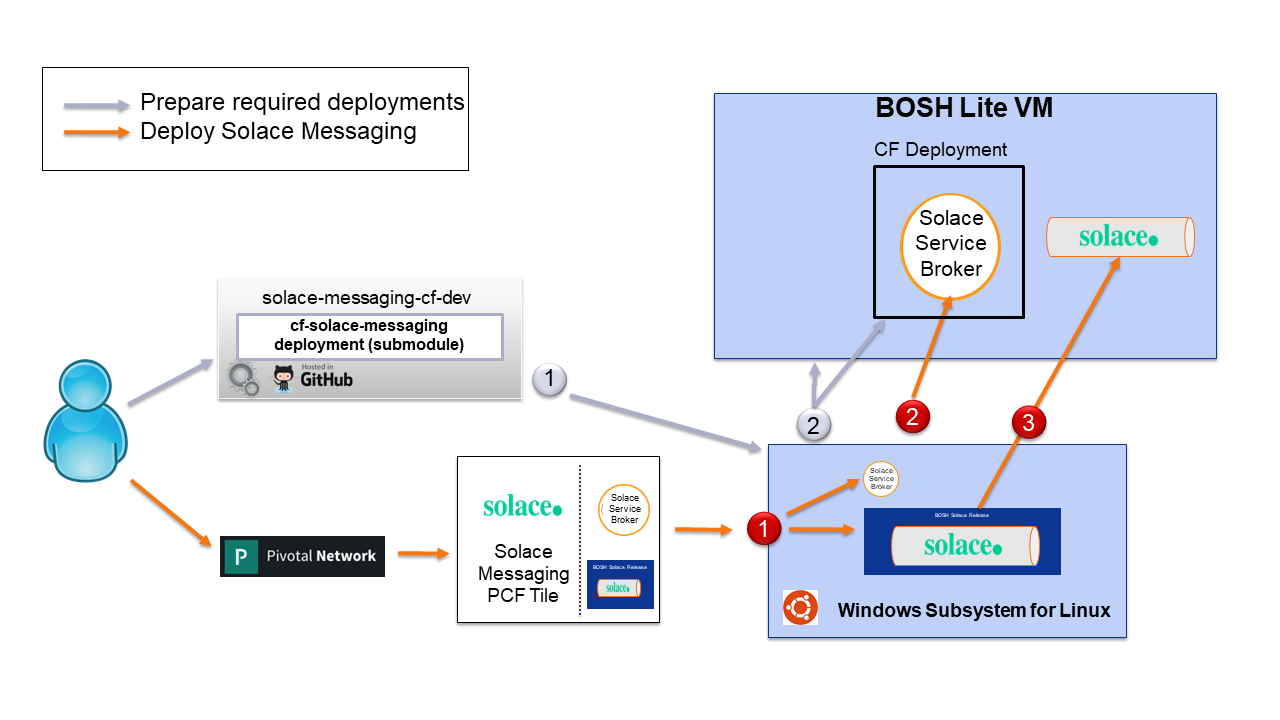 Prepare required deployments
Deploy Solace Messaging
BOSH Lite VM
CF Deployment
Solace
Service
Broker
solace.
solace-messaging-cf-dev
cf-solace-messaging
deployment (submodule)
Hosted in
GitHub
1
2
2
3
Solace
Service
Broker
BOSH Solace Release
solace.
1
Windows Subsystem for Linux
solace.
Solace
Messaging
PCF Tile
Solace
Service
Broker
BOSH Solace Release
solace.
P
Pivotal Network